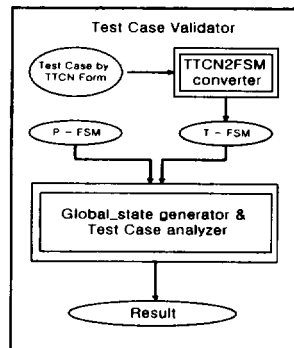 Test Case Validator
Test Case by
TTCN Form
TTCN2FSM
converter
P - FSM
T - FSM
Global_state generator &
Test Case analyzer
Result